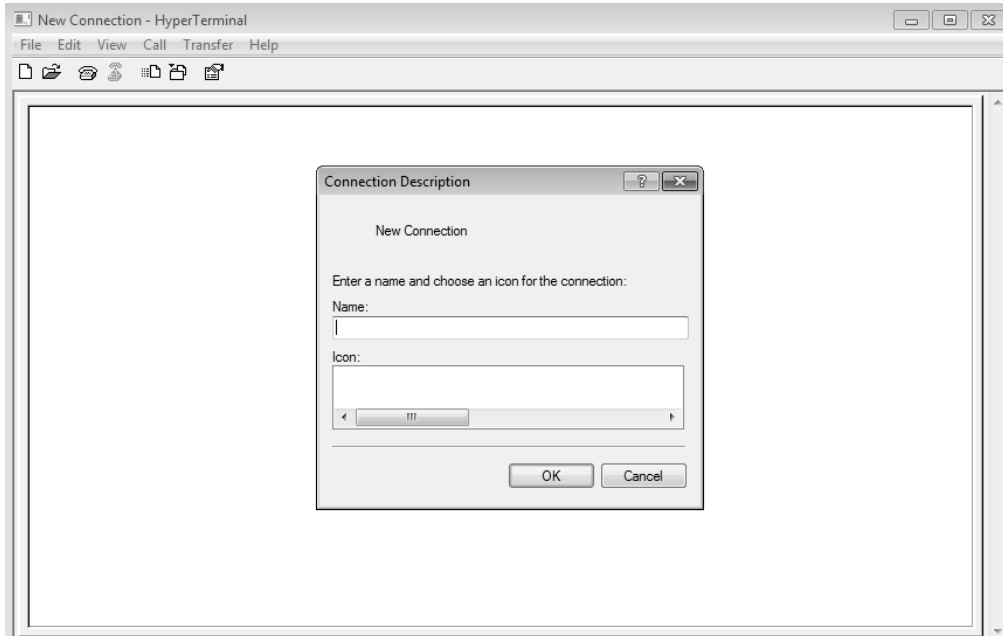 New Connection - HyperTerminal
File Edit View Call Transfer Help
Connection Description
New Connection
Enter a name and choose an icon for the connection:
Name:
Icon:
OK Cancel